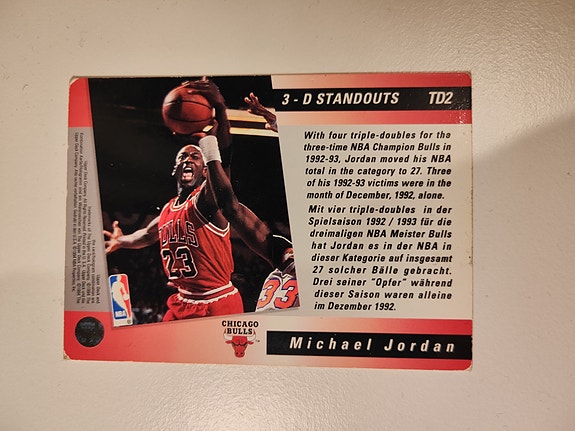 3 - D STANDOUTS TD2
With four triple-doubles for the
three-time NBA Champion Bulls in
1992-93, Jordan moved his NBA
total in the category to 27. Three
of his 1992-93 victims were in the
month of December, 1992, alone.
Mit vier triple-doubles in der
Spielsaison 1992 / 1993 für die
dreimaligen NBA Meister Bulls
hat Jordan es in der NBA in
dieser Kategorie auf insgesamt
27 solcher Bälle gebracht.
Drei seiner "Opfer" während
dieser Saison waren alleine
im Dezember 1992.
BULLS
23
33
NBA
CHICAGO
BULLS
Michael Jordan